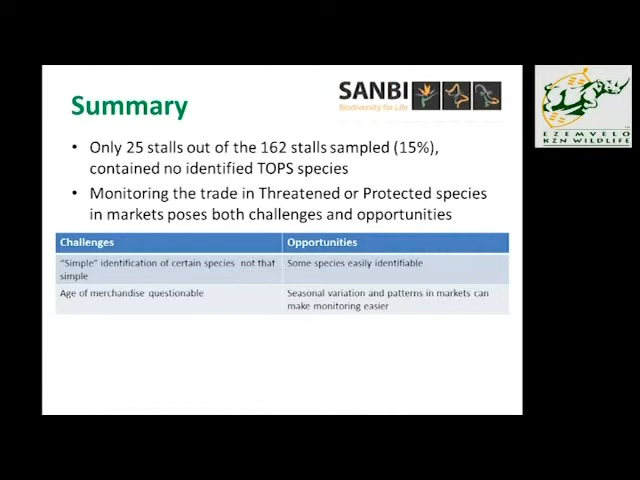 SANBI
Biodiversity for Life
Summary
• Only 25 stalls out of the 162 stalls sampled (15%),
contained no identified TOPS species
• Monitoring the trade in Threatened or Protected species
in markets poses both challenges and opportunities
Challenges Opportunities
"Simple" identification of certain species not that Some species easily identifiable
simple
Age of merchandise questionable Seasonal variation and patterns in markets can
make monitoring easier
EZEMVELO
KZN WILDLIFE